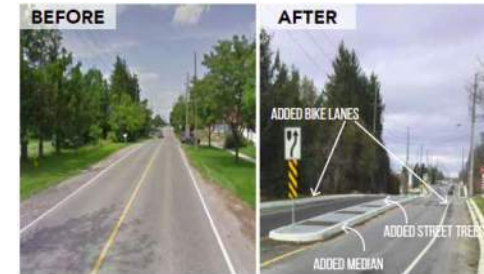 BEFORE
AFTER
ADDED BIKE LANES
ADDED STREET TREES
ADDED MEDIAN